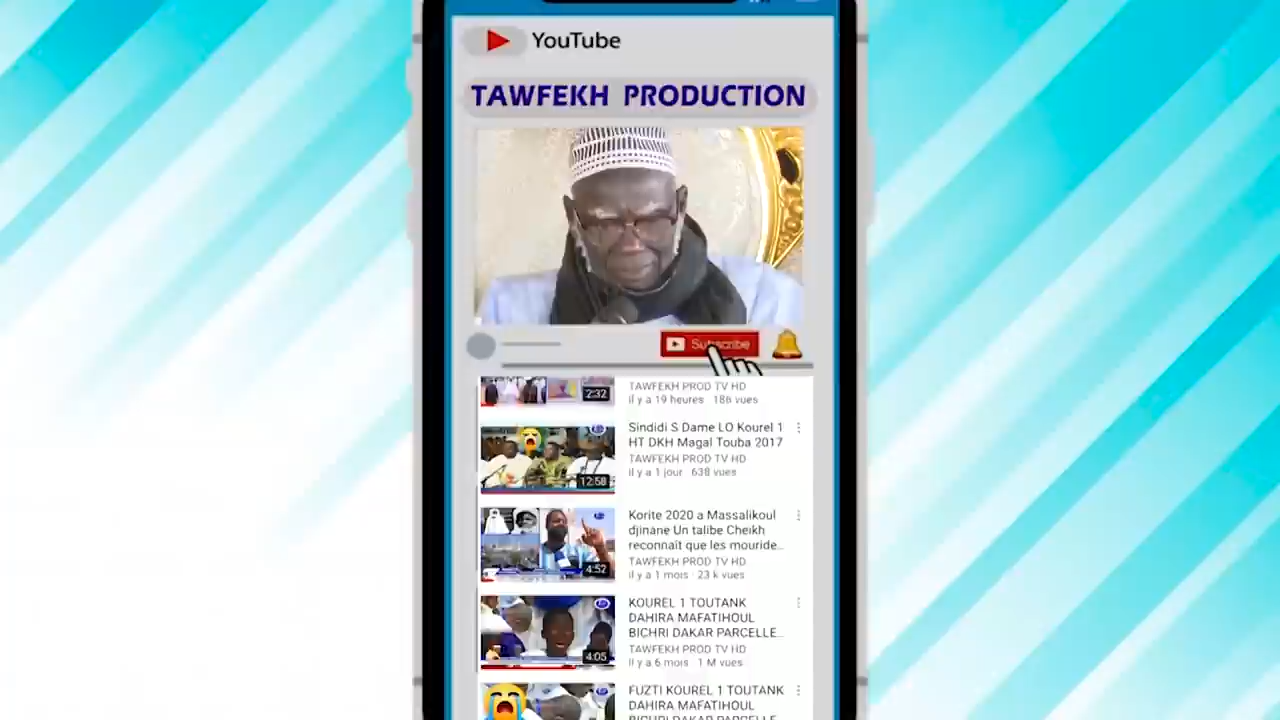 YouTube
TAWFEKH PRODUCTION
Subscribe
2:32
TAWFEKH PROD TV HD
il y a 19 heures · 186 vues
Sindidi S Dame LO Kourel 1
HT DKH Magal Touba 2017
TAWFEKH PROD TV HD
il y a 1 jour · 638 vues
12:58
Korite 2020 a Massalikoul
djinane Un talibe Cheikh
reconnaît que les mouride...
TAWFEKH PROD TV HD
il y a 1 mois · 23 k vues
4:52
KOUREL 1 TOUTANK
DAHIRA MAFATIHOUL
BICHRI DAKAR PARCELLE...
TAWFEKH PROD TV HD
il y a 6 mois · 1 M vues
4:05
FUZTI KOUREL 1 TOUTANK
DAHIRA MAFATIHOUL
BICHRI DAKAR PARCELLE...